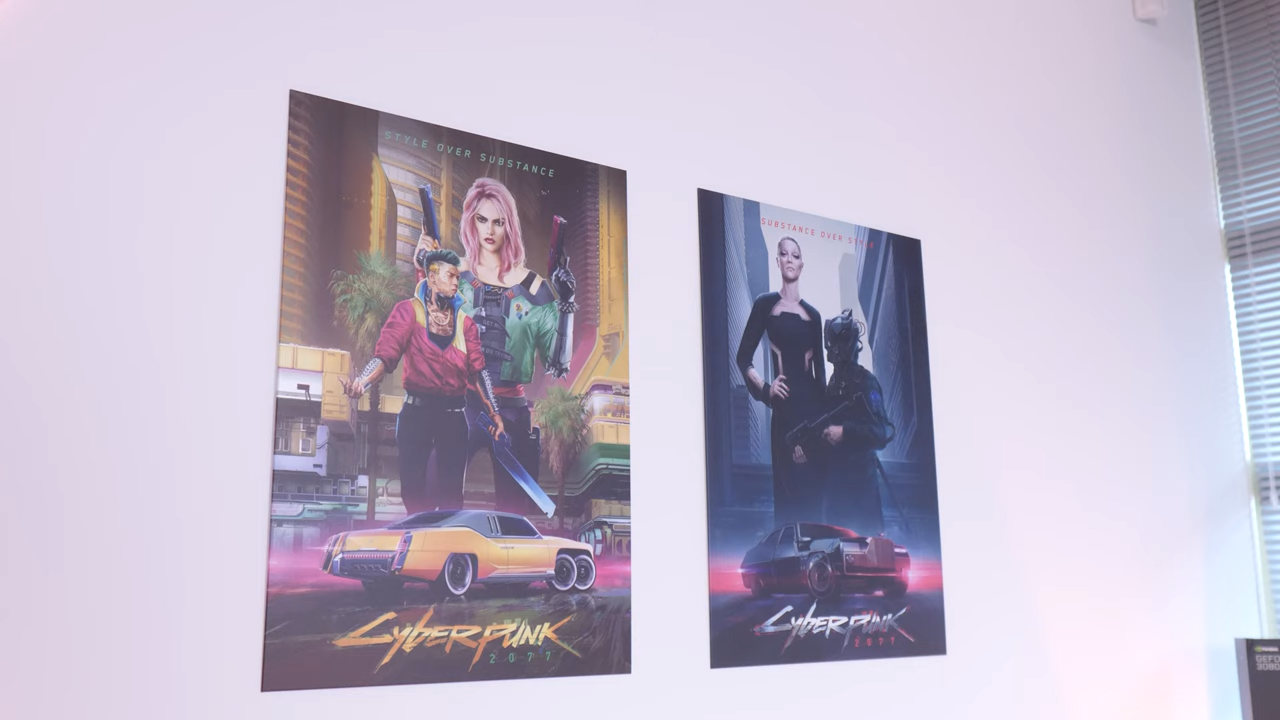 STYLE OVER SUBSTANCE
CYBERPUNK
2077
SUBSTANCE OVER STYLE
CYBERPUNK
2077